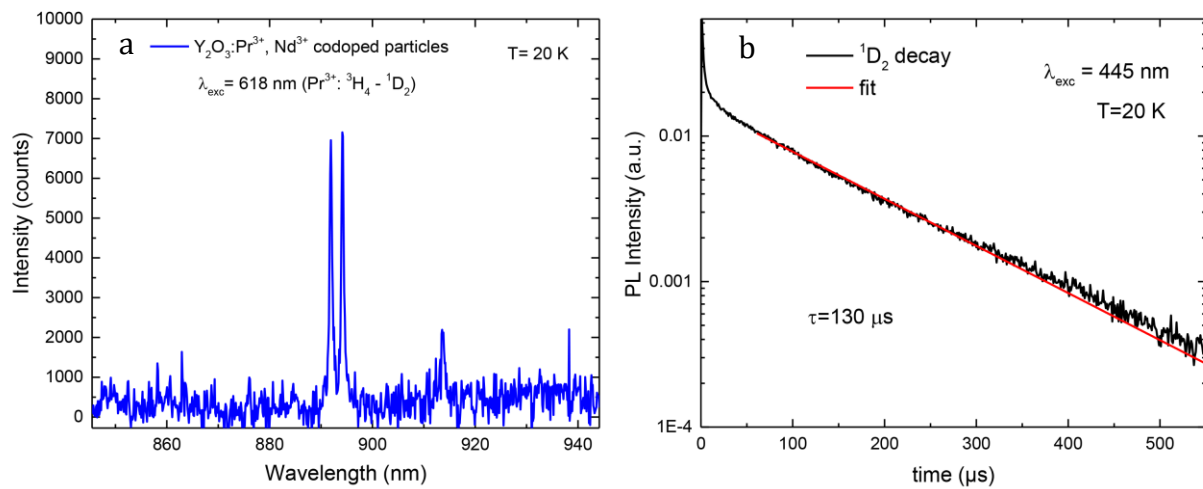 a
Y₂O₃:Pr³⁺, Nd³⁺ codoped particles
T= 20 K
λexc= 618 nm (Pr³⁺: ³H₄ - ¹D₂)
10000
9000
8000
7000
6000
5000
4000
3000
2000
1000
0
Intensity (counts)
860 880 900 920 940
Wavelength (nm)
b
¹D₂ decay
fit
λexc = 445 nm
T=20 K
τ=130 μs
0.01
0.001
1E-4
PL Intensity (a.u.)
0 100 200 300 400 500
time (μs)